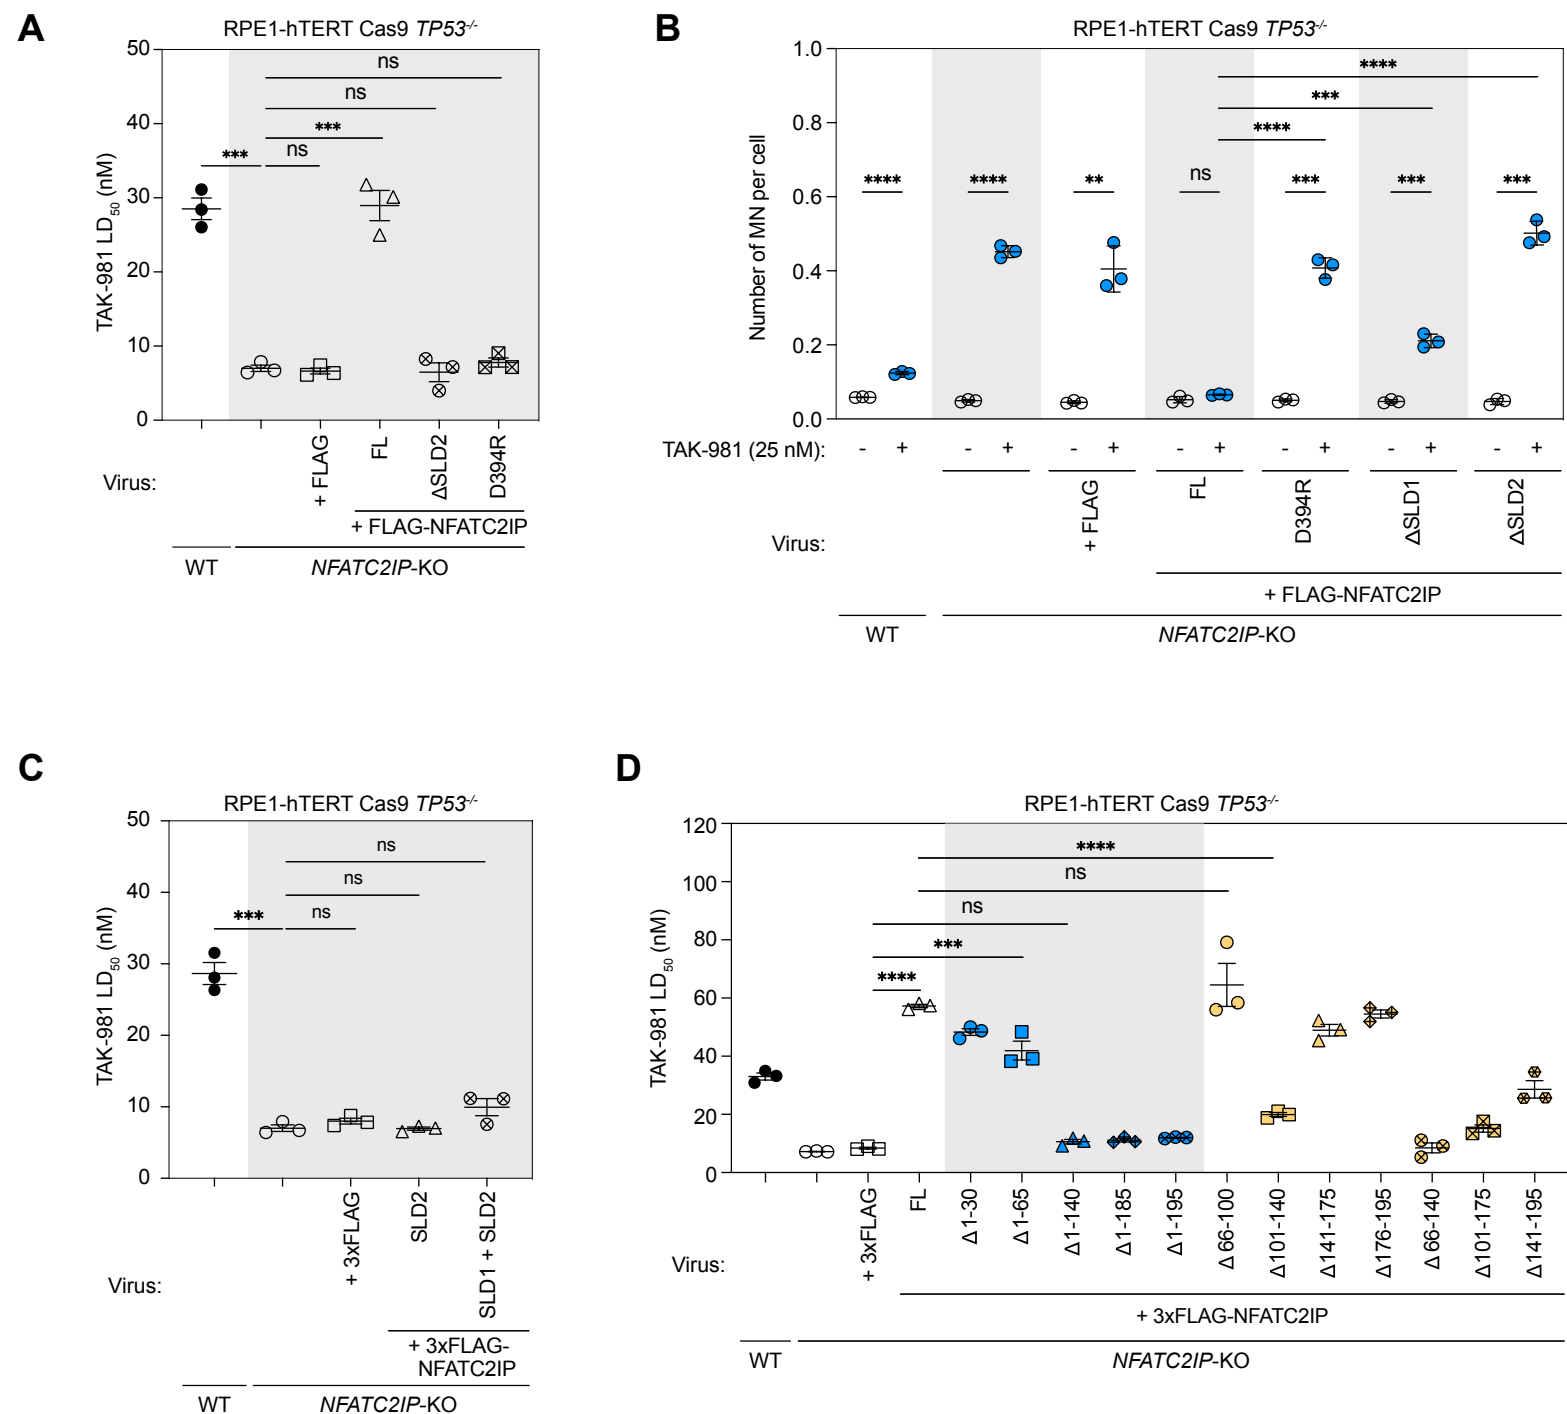 A
RPE1-hTERT Cas9 TP53-/-
TAK-981 LD50 (nM)
50
40
30
20
10
0
ns
ns
***
***
ns
Virus:
+ FLAG
FL
ΔSLD2
D394R
+ FLAG-NFATC2IP
WT
NFATC2IP-KO
B
RPE1-hTERT Cas9 TP53-/-
Number of MN per cell
1.0
0.8
0.6
0.4
0.2
0.0
****
***
****
****
****
**
ns
***
***
***
TAK-981 (25 nM):
- + - + - + - + - + - + - +
Virus:
+ FLAG
FL
D394R
ΔSLD1
ΔSLD2
+ FLAG-NFATC2IP
WT
NFATC2IP-KO
C
RPE1-hTERT Cas9 TP53-/-
TAK-981 LD50 (nM)
50
40
30
20
10
0
ns
ns
***
ns
Virus:
+ 3xFLAG
SLD2
SLD1 + SLD2
+ 3xFLAG-
NFATC2IP
WT
NFATC2IP-KO
D
RPE1-hTERT Cas9 TP53-/-
TAK-981 LD50 (nM)
120
100
80
60
40
20
0
****
ns
ns
***
****
Virus:
+ 3xFLAG
FL
Δ1-30
Δ1-65
Δ1-140
Δ1-185
Δ1-195
Δ66-100
Δ101-140
Δ141-175
Δ176-195
Δ66-140
Δ101-175
Δ141-195
+ 3xFLAG-NFATC2IP
WT
NFATC2IP-KO